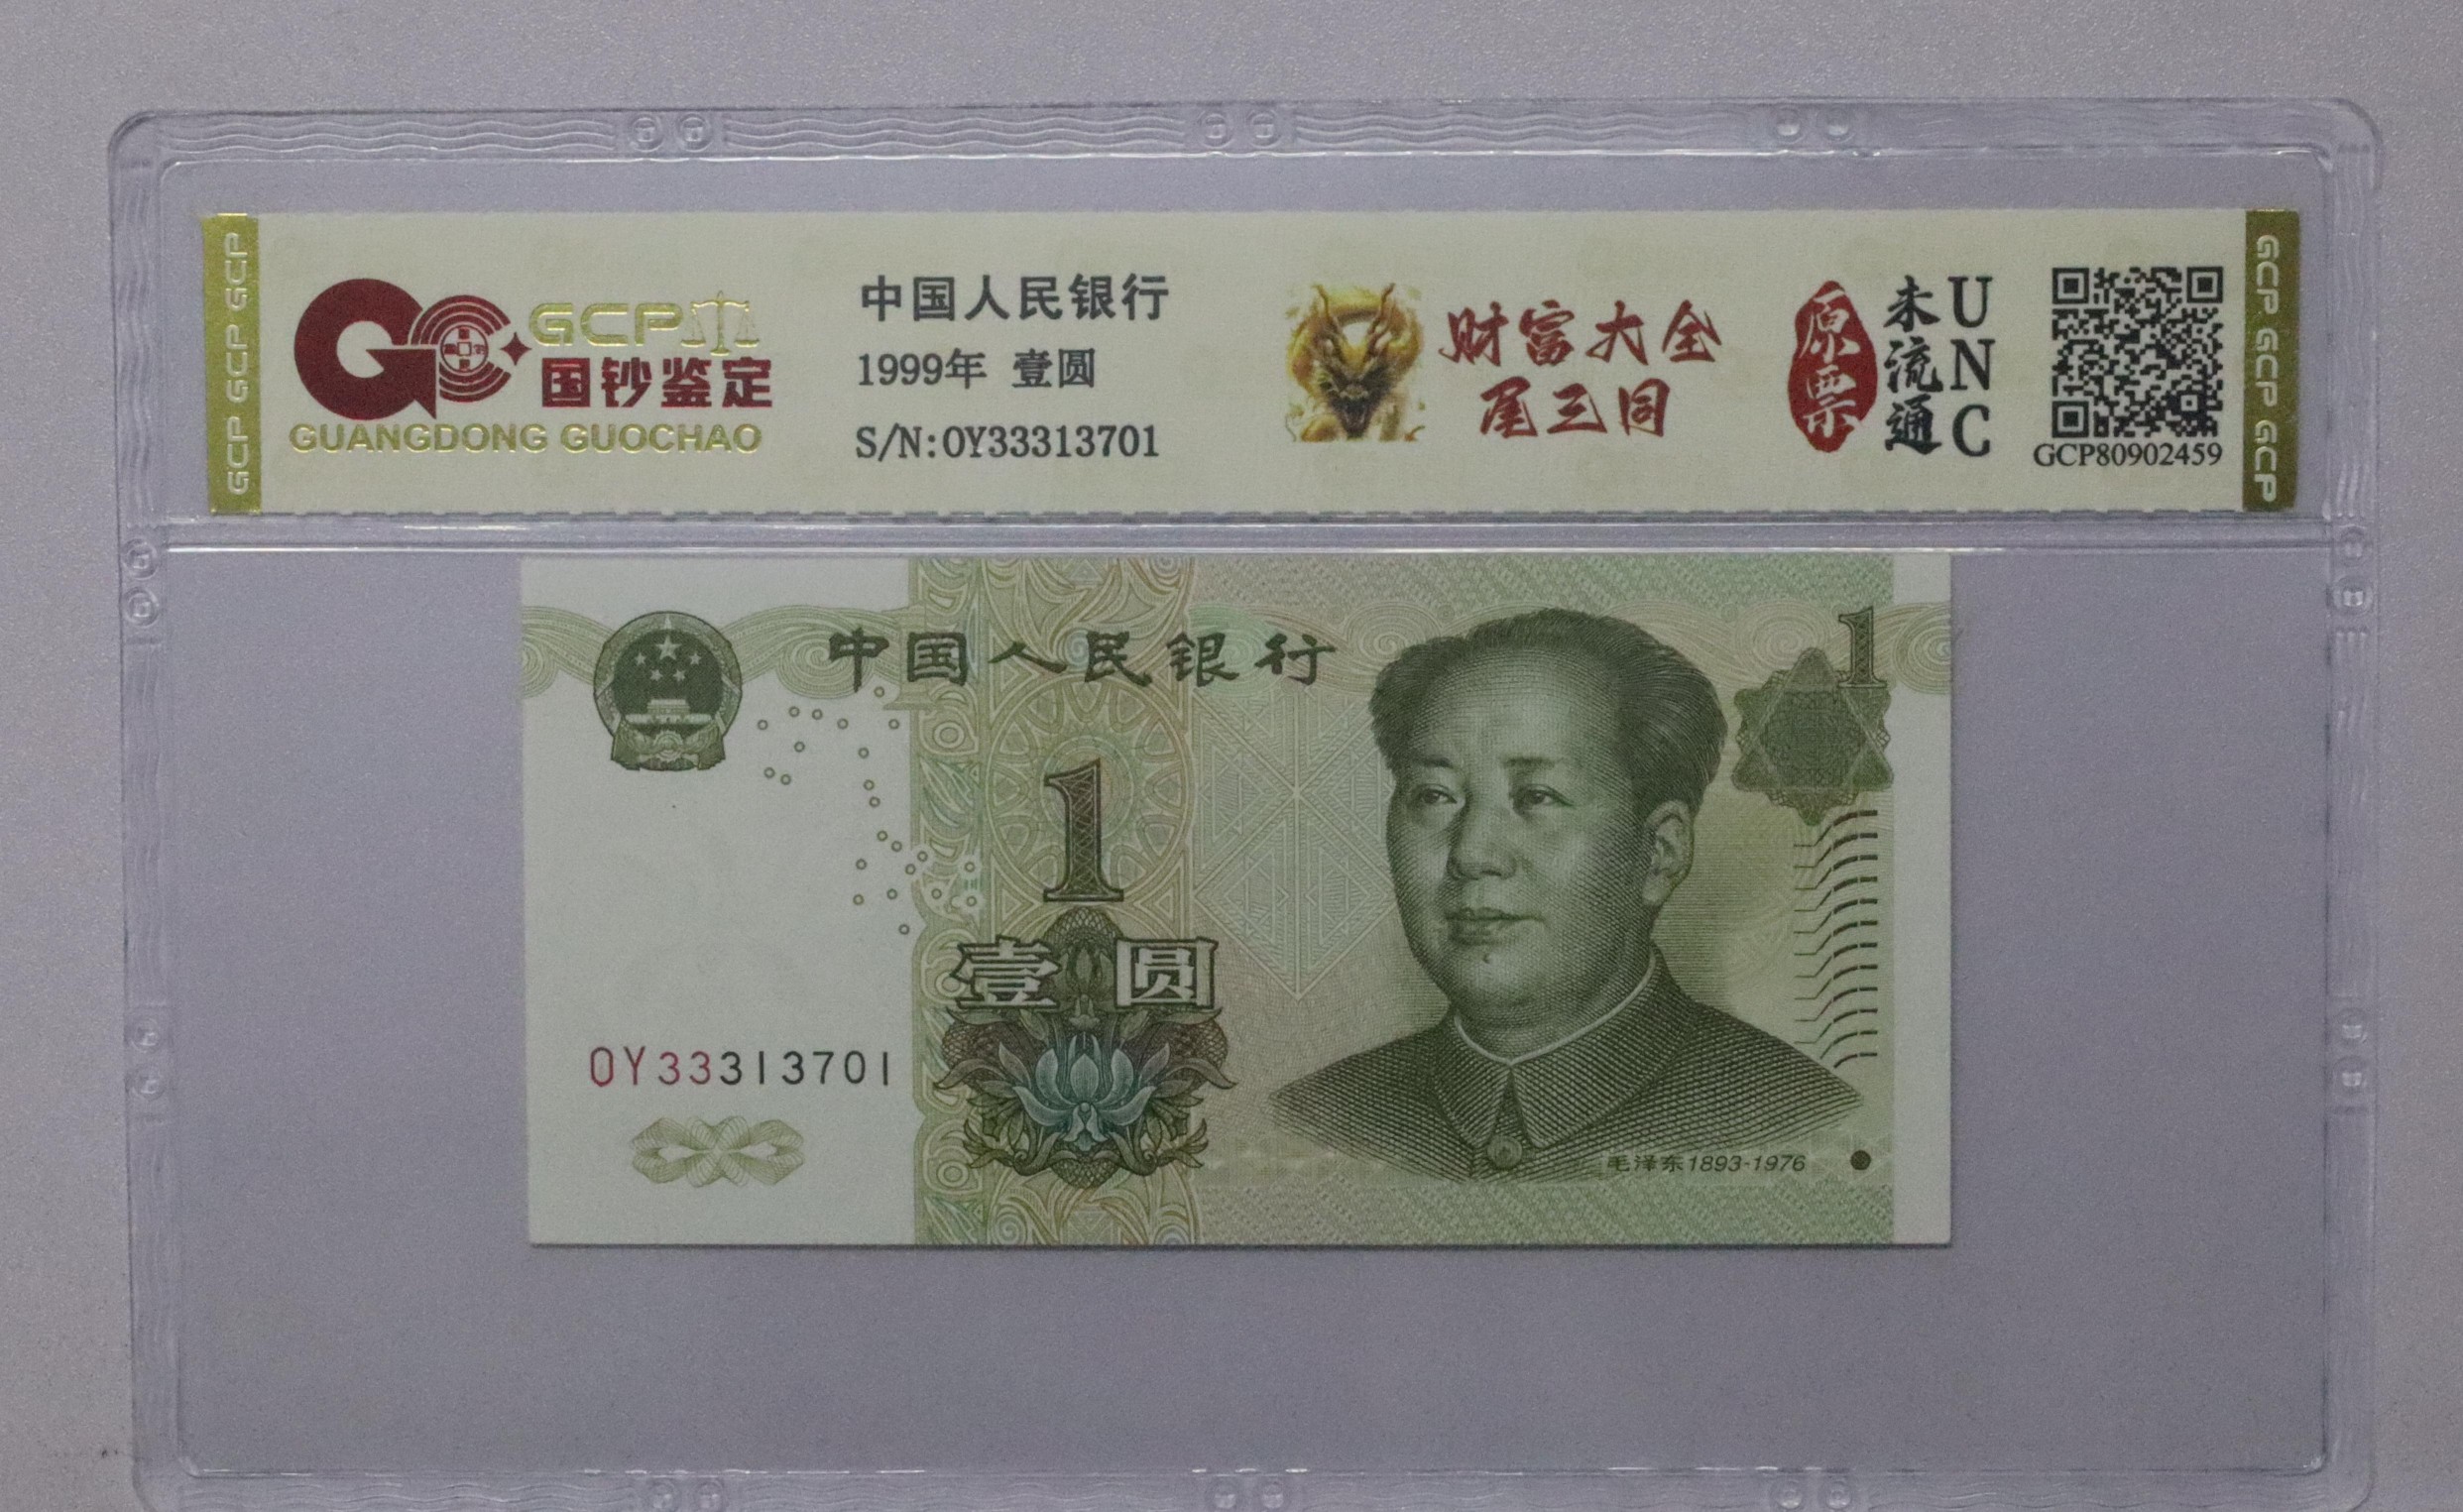 GCP GCP GCP
GCP
国钞鉴定
GUANGDONG GUOCHAO
中国人民银行
1999年 壹圆
S/N:OY33313701
财富大全
尾三同
原票
未流通
UNC
GCP80902459
GCP GCP GCP
中国人民银行
1
1
壹圆
OY33313701
毛泽东1893-1976